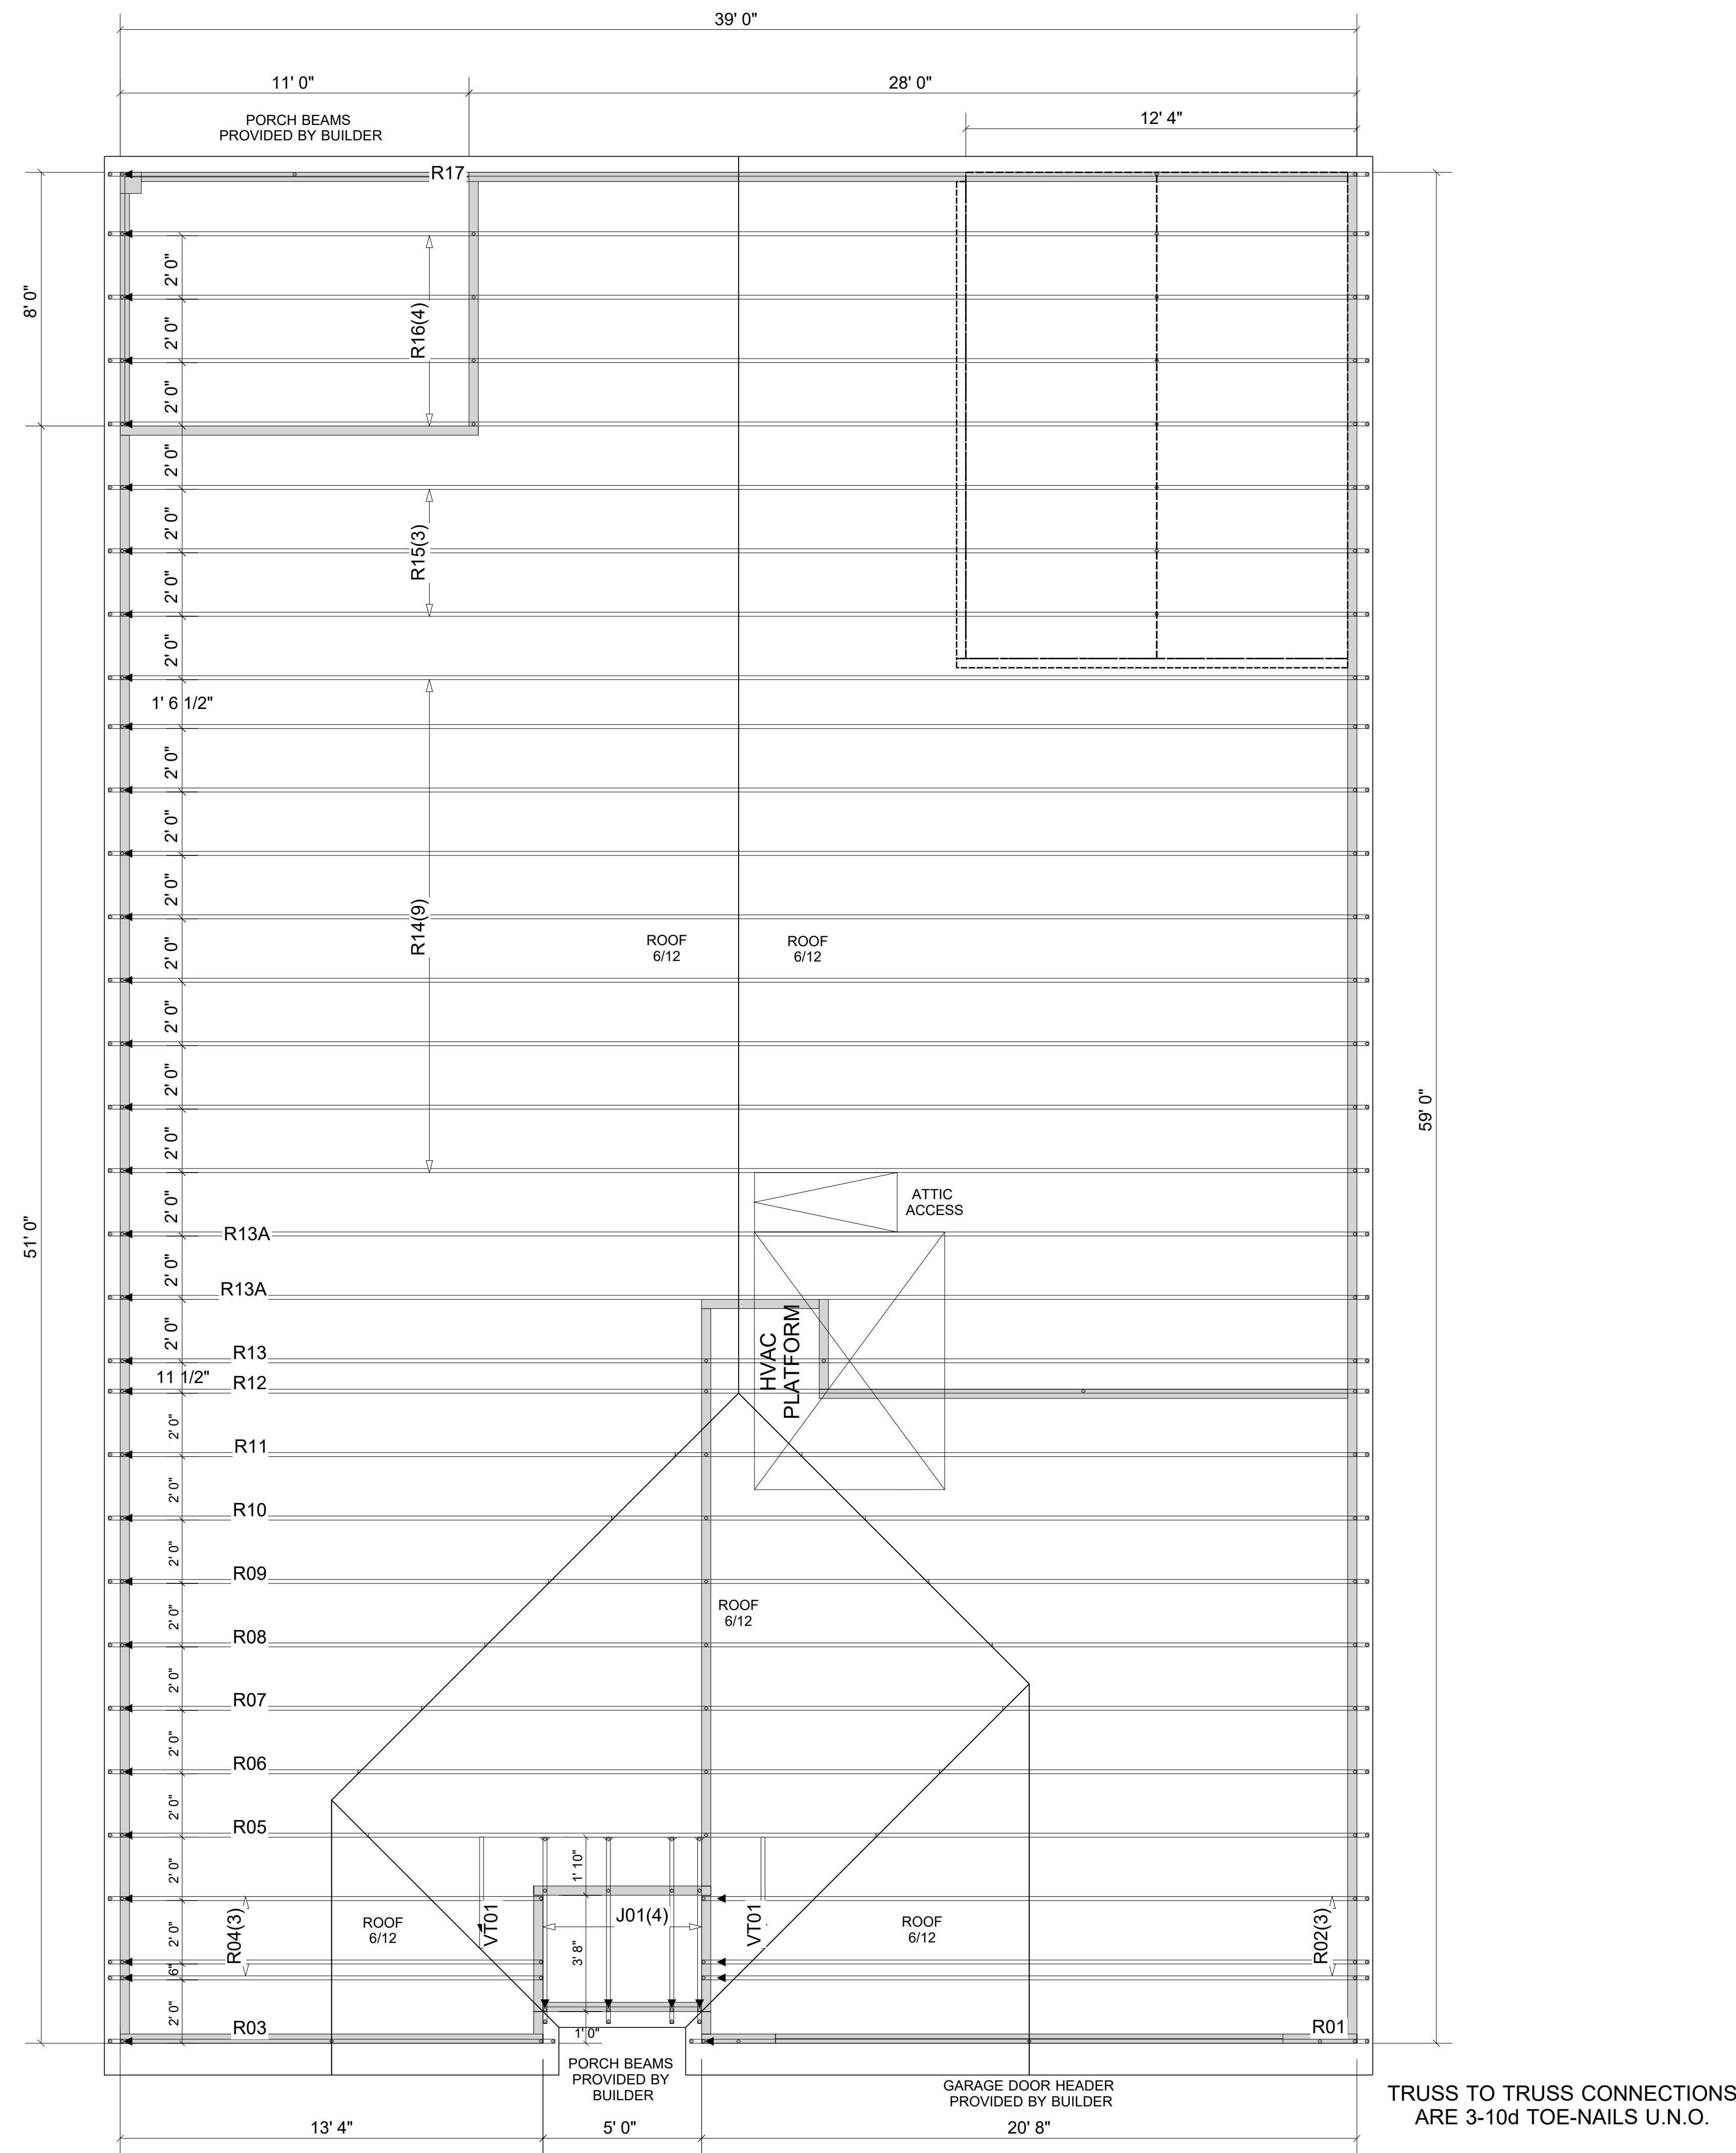 39' 0"
11' 0"
28' 0"
12' 4"
PORCH BEAMS
PROVIDED BY BUILDER
R17
8' 0"
2' 0"
R16(4)
2' 0"
2' 0"
2' 0"
2' 0"
R15(3)
2' 0"
2' 0"
1' 6 1/2"
2' 0"
2' 0"
2' 0"
R14(9)
2' 0"
ROOF
6/12
ROOF
6/12
2' 0"
2' 0"
2' 0"
59' 0"
51' 0"
ATTIC
ACCESS
2' 0"
R13A
2' 0"
R13A
HVAC
PLATFORM
2' 0"
R13
11 1/2"
R12
2' 0"
R11
2' 0"
R10
2' 0"
R09
2' 0"
ROOF
6/12
R08
2' 0"
R07
2' 0"
R06
2' 0"
R05
2' 0"
1' 10"
J01(4)
VT01
VT01
R04(3)
ROOF
6/12
ROOF
6/12
R02(3)
2' 0"
3' 8"
6"
2' 0"
R03
1' 0"
R01
PORCH BEAMS
PROVIDED BY
BUILDER
GARAGE DOOR HEADER
PROVIDED BY BUILDER
TRUSS TO TRUSS CONNECTIONS
ARE 3-10d TOE-NAILS U.N.O.
13' 4"
5' 0"
20' 8"